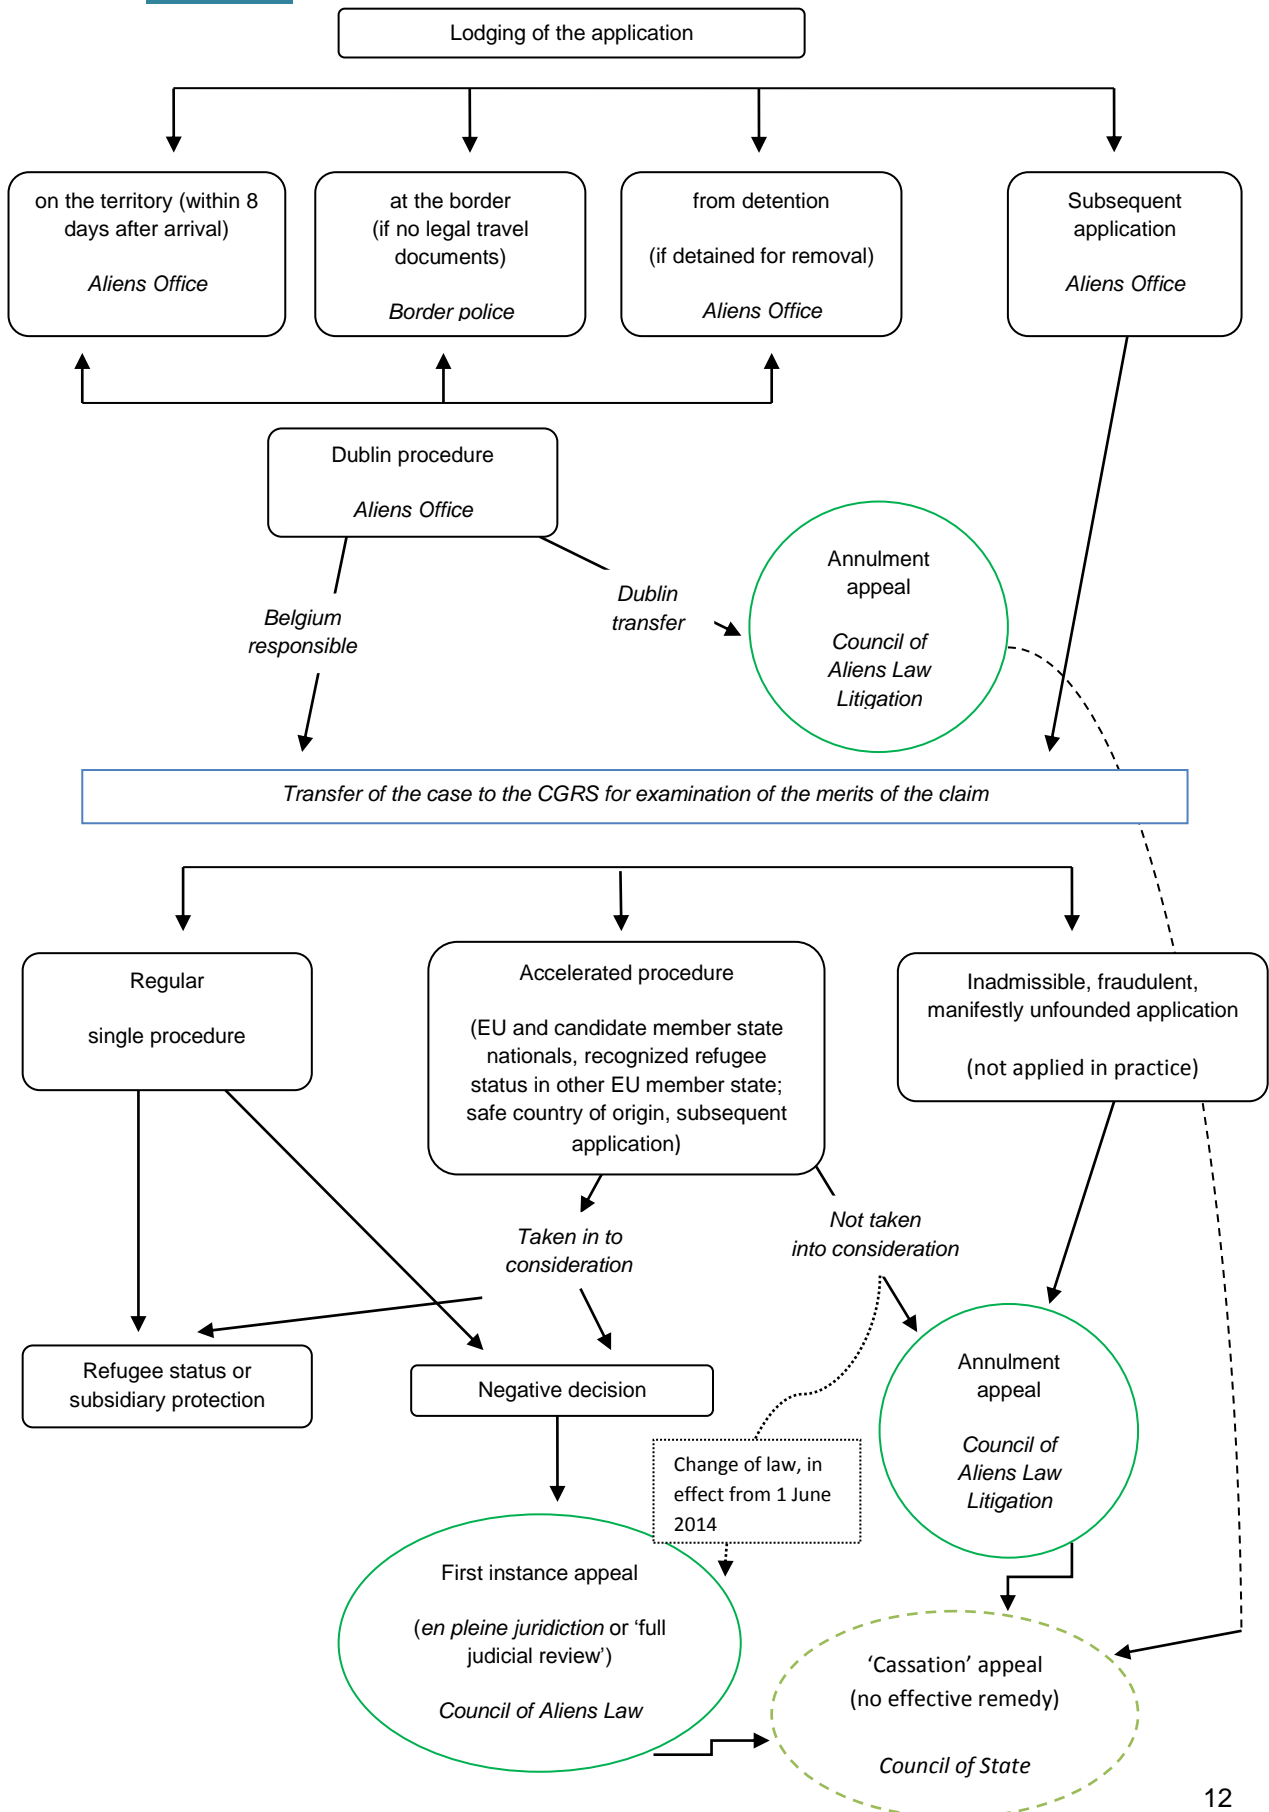 Lodging of the application
on the territory (within 8
days after arrival)
Aliens Office
at the border
(if no legal travel
documents)
Border police
from detention
(if detained for removal)
Aliens Office
Subsequent
application
Aliens Office
Dublin procedure
Aliens Office
Belgium
responsible
Dublin
transfer
Annulment
appeal
Council of
Aliens Law
Litigation
Transfer of the case to the CGRS for examination of the merits of the claim
Regular
single procedure
Accelerated procedure
(EU and candidate member state
nationals, recognized refugee
status in other EU member state;
safe country of origin, subsequent
application)
Inadmissible, fraudulent,
manifestly unfounded application
(not applied in practice)
Taken in to
consideration
Not taken
into consideration
Refugee status or
subsidiary protection
Negative decision
Annulment
appeal
Council of
Aliens Law
Litigation
Change of law, in
effect from 1 June
2014
First instance appeal
(en pleine juridiction or ‘full
judicial review’)
Council of Aliens Law
‘Cassation’ appeal
(no effective remedy)
Council of State
12